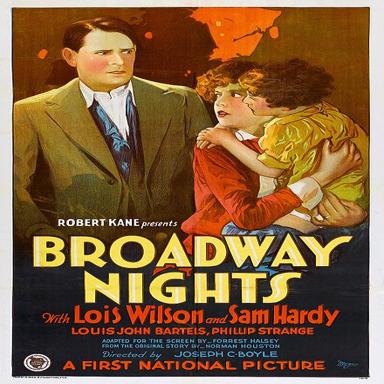 ROBERT KANE presents
BROADWAY
NIGHTS
With Lois Wilson and Sam Hardy
LOUIS JOHN BARTELS, PHILLIP STRANGE
ADAPTED FOR THE SCREEN BY... FORREST HALSEY
FROM THE ORIGINAL STORY BY... NORMAN HOUSTON
Directed by JOSEPH C. BOYLE
A FIRST NATIONAL PICTURE